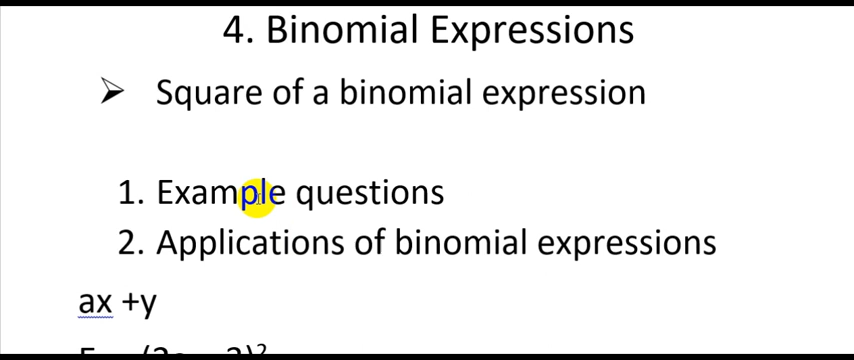 4. Binomial Expressions
➢ Square of a binomial expression
1. Example questions
2. Applications of binomial expressions
ax +y